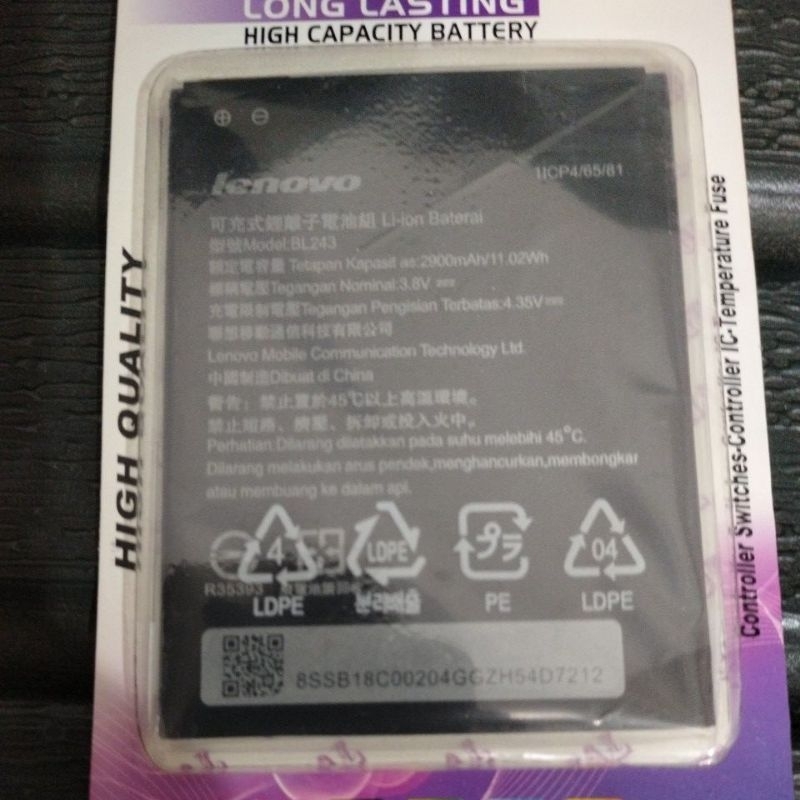 LONG LASTING
HIGH CAPACITY BATTERY
lenovo
1ICP4/65/81
可充式鋰離子電池組 Li-ion Baterai
型號Model:BL243
額定電容量 Tetapan Kapasit as:2900mAh/11.02Wh
標稱電壓Tegangan Nominal:3.8V
充電限制電壓Tegangan Pengisian Terbatas:4.35V
聯想移動通信科技有限公司
Lenovo Mobile Communication Technology Ltd
中國制造Dibuat di China
警告：禁止置於45℃以上高溫環境。
禁止短路、擠壓、拆卸或投入火中。
Perhatian:Dilarang diletakkan pada suhu melebihi 45°C.
Dilarang melakukan arus pendek,menghancurkan,membongkar
atau membuang ke dalam api.
4
LDPE
プラ
04
R35393
LDPE
분리배출
PE
LDPE
8SSB18C00204GGZH54D7212
HIGH QUALITY
Controller Switches-Controller IC-Temperature Fuse